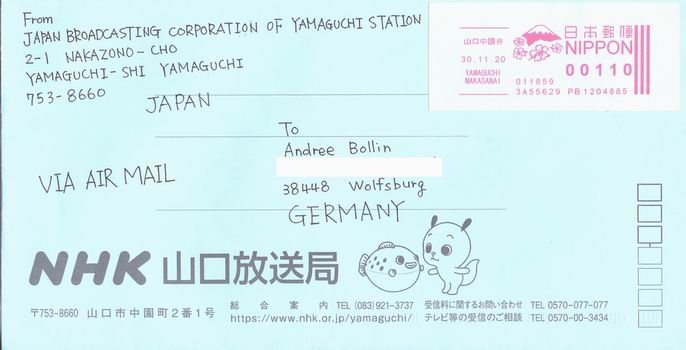 From
JAPAN BROADCASTING CORPORATION OF YAMAGUCHI STATION
2-1 NAKAZONO-CHO
YAMAGUCHI-SHI YAMAGUCHI
753-8660
JAPAN
山口中讃井
30.11.20
YAMAGUCHI
NAKASANAI
日本郵便
NIPPON
00110
011859
3A55629 PB1204885
To
Andree Bollin
38448 Wolfsburg
GERMANY
VIA AIR MAIL
NHK 山口放送局
〒753-8660 山口市中園町2番1号
総合案内 TEL (083)921-3737 受信料に関するお問い合わせ TEL 0570-077-077
https://www.nhk.or.jp/yamaguchi/ テレビ等の受信のご相談 TEL 0570-00-3434